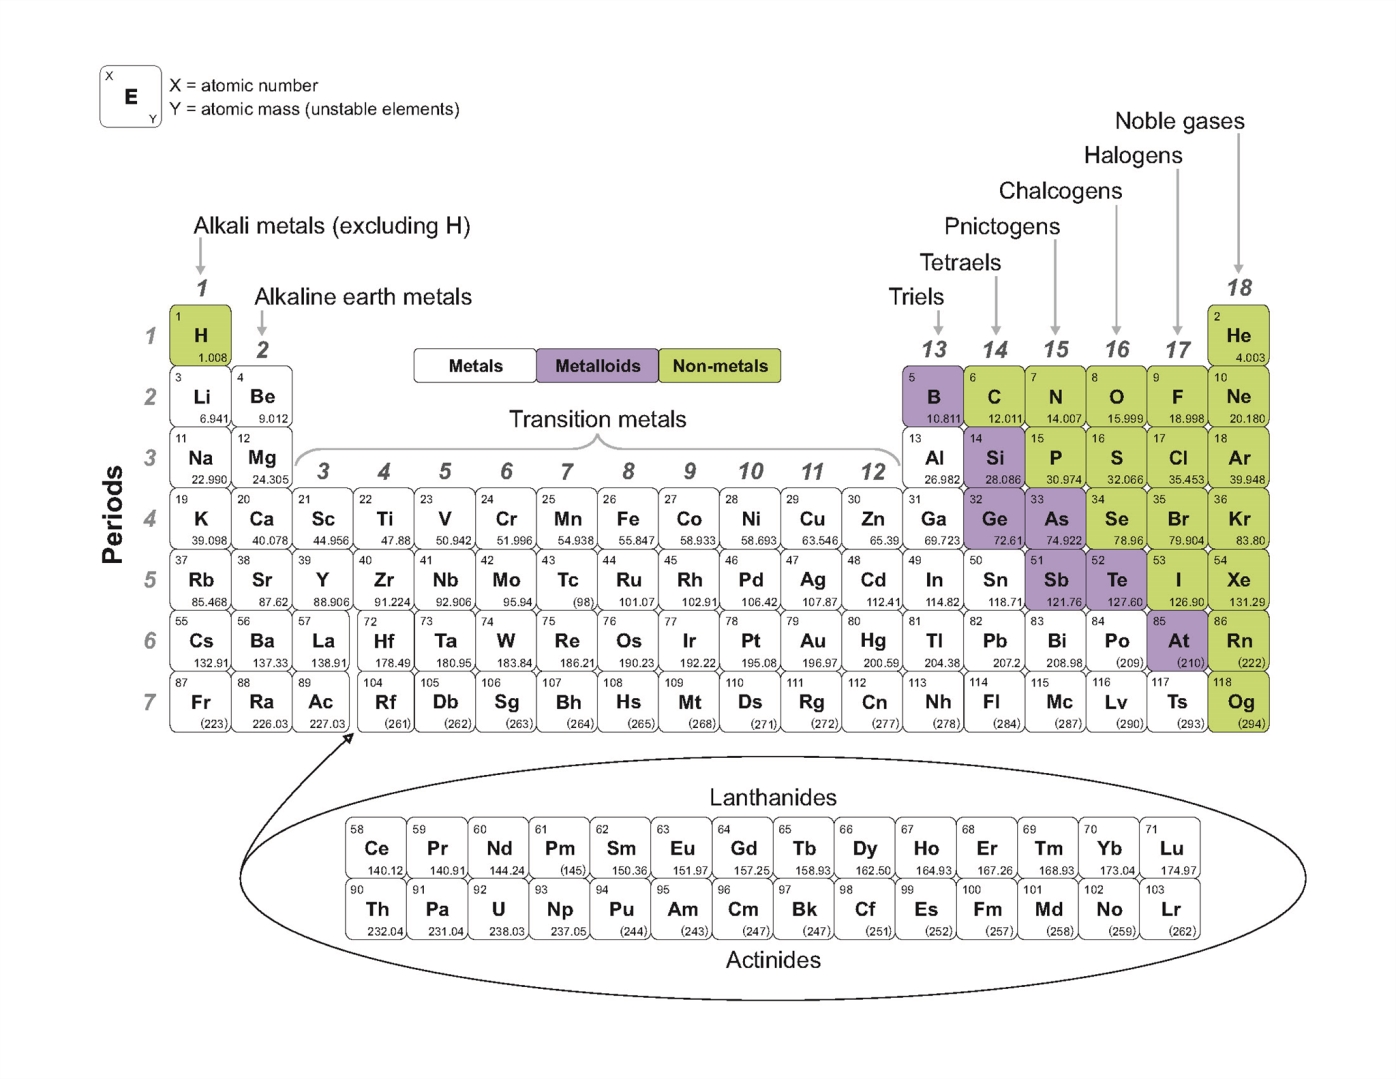 X
E
Y
X = atomic number
Y = atomic mass (unstable elements)
Noble gases
Halogens
Chalcogens
Pnictogens
Tetraels
Triels
Alkali metals (excluding H)
Alkaline earth metals
1
2
13 14 15 16 17
18
Metals Metalloids Non-metals
Transition metals
3 4 5 6 7 8 9 10 11 12
Periods
1
1 2
H He
1.008 4.003
2
3 4 5 6 7 8 9 10
Li Be B C N O F Ne
6.941 9.012 10.811 12.011 14.007 15.999 18.998 20.180
3
11 12 13 14 15 16 17 18
Na Mg Al Si P S Cl Ar
22.990 24.305 26.982 28.086 30.974 32.066 35.453 39.948
4
19 20 21 22 23 24 25 26 27 28 29 30 31 32 33 34 35 36
K Ca Sc Ti V Cr Mn Fe Co Ni Cu Zn Ga Ge As Se Br Kr
39.098 40.078 44.956 47.88 50.942 51.996 54.938 55.847 58.933 58.693 63.546 65.39 69.723 72.61 74.922 78.96 79.904 83.80
5
37 38 39 40 41 42 43 44 45 46 47 48 49 50 51 52 53 54
Rb Sr Y Zr Nb Mo Tc Ru Rh Pd Ag Cd In Sn Sb Te I Xe
85.468 87.62 88.906 91.224 92.906 95.94 (98) 101.07 102.91 106.42 107.87 112.41 114.82 118.71 121.76 127.60 126.90 131.29
6
55 56 57 72 73 74 75 76 77 78 79 80 81 82 83 84 85 86
Cs Ba La Hf Ta W Re Os Ir Pt Au Hg Tl Pb Bi Po At Rn
132.91 137.33 138.91 178.49 180.95 183.84 186.21 190.23 192.22 195.08 196.97 200.59 204.38 207.2 208.98 (209) (210) (222)
7
87 88 89 104 105 106 107 108 109 110 111 112 113 114 115 116 117 118
Fr Ra Ac Rf Db Sg Bh Hs Mt Ds Rg Cn Nh Fl Mc Lv Ts Og
(223) 226.03 227.03 (261) (262) (263) (264) (265) (268) (271) (272) (277) (278) (284) (287) (290) (293) (294)
Lanthanides
58 59 60 61 62 63 64 65 66 67 68 69 70 71
Ce Pr Nd Pm Sm Eu Gd Tb Dy Ho Er Tm Yb Lu
140.12 140.91 144.24 (145) 150.36 151.97 157.25 158.93 162.50 164.93 167.26 168.93 173.04 174.97
90 91 92 93 94 95 96 97 98 99 100 101 102 103
Th Pa U Np Pu Am Cm Bk Cf Es Fm Md No Lr
232.04 231.04 238.03 237.05 (244) (243) (247) (247) (251) (252) (257) (258) (259) (262)
Actinides